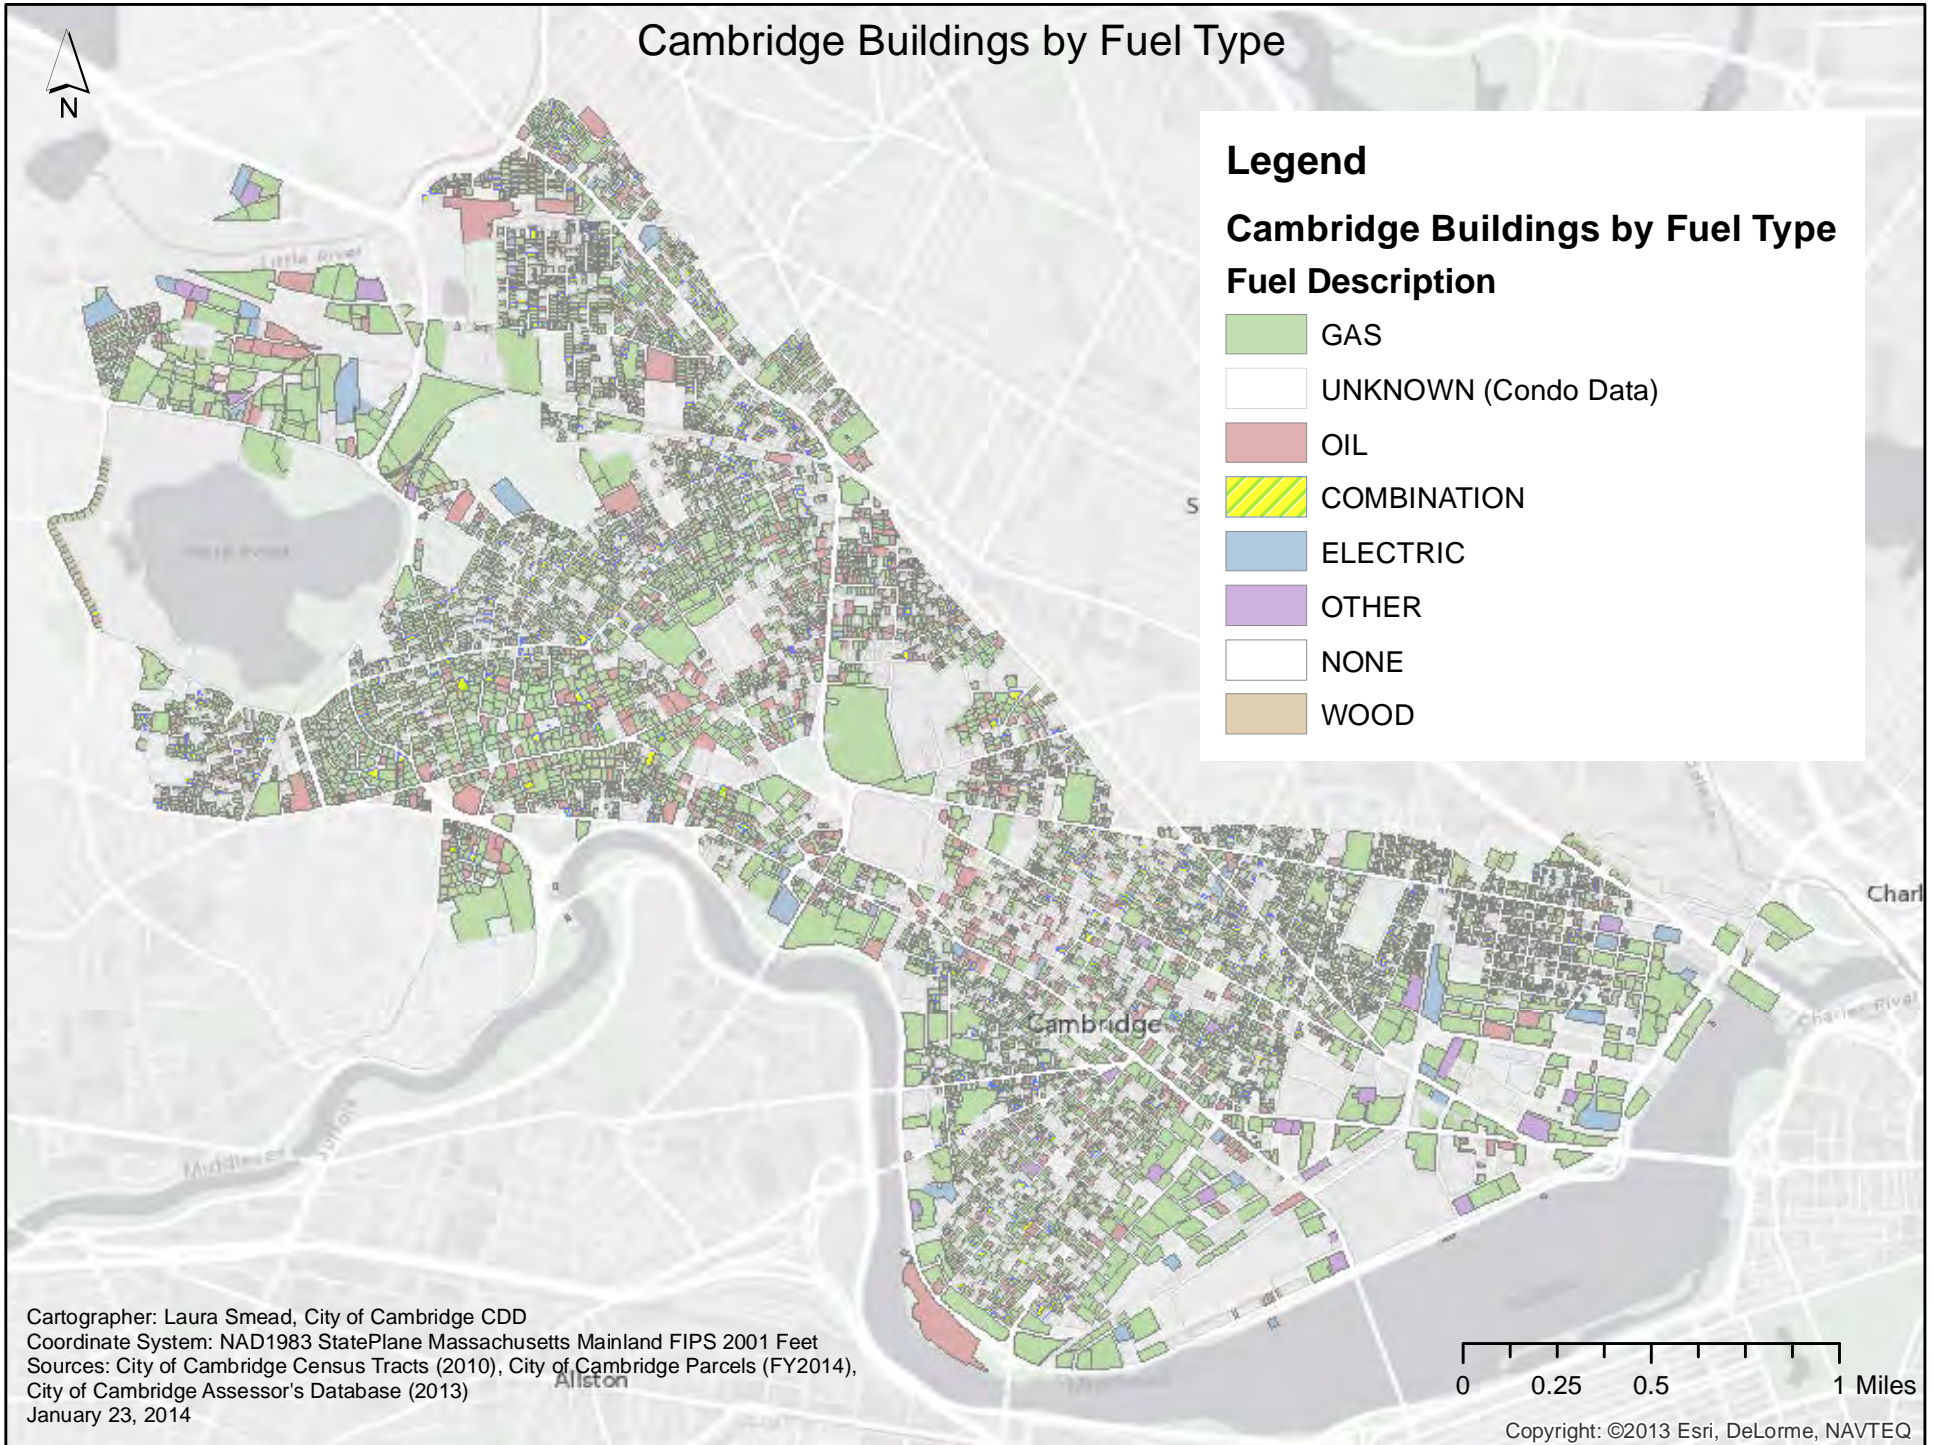 Cambridge Buildings by Fuel Type
N
Legend
Cambridge Buildings by Fuel Type
Fuel Description
GAS
UNKNOWN (Condo Data)
OIL
COMBINATION
ELECTRIC
OTHER
NONE
WOOD
Little River
S
Charl
Charles River
Cambridge
Middlesex
Suffolk
Allston
Cartographer: Laura Smead, City of Cambridge CDD
Coordinate System: NAD1983 StatePlane Massachusetts Mainland FIPS 2001 Feet
Sources: City of Cambridge Census Tracts (2010), City of Cambridge Parcels (FY2014),
City of Cambridge Assessor's Database (2013)
January 23, 2014
0 0.25 0.5 1 Miles
Copyright: ©2013 Esri, DeLorme, NAVTEQ